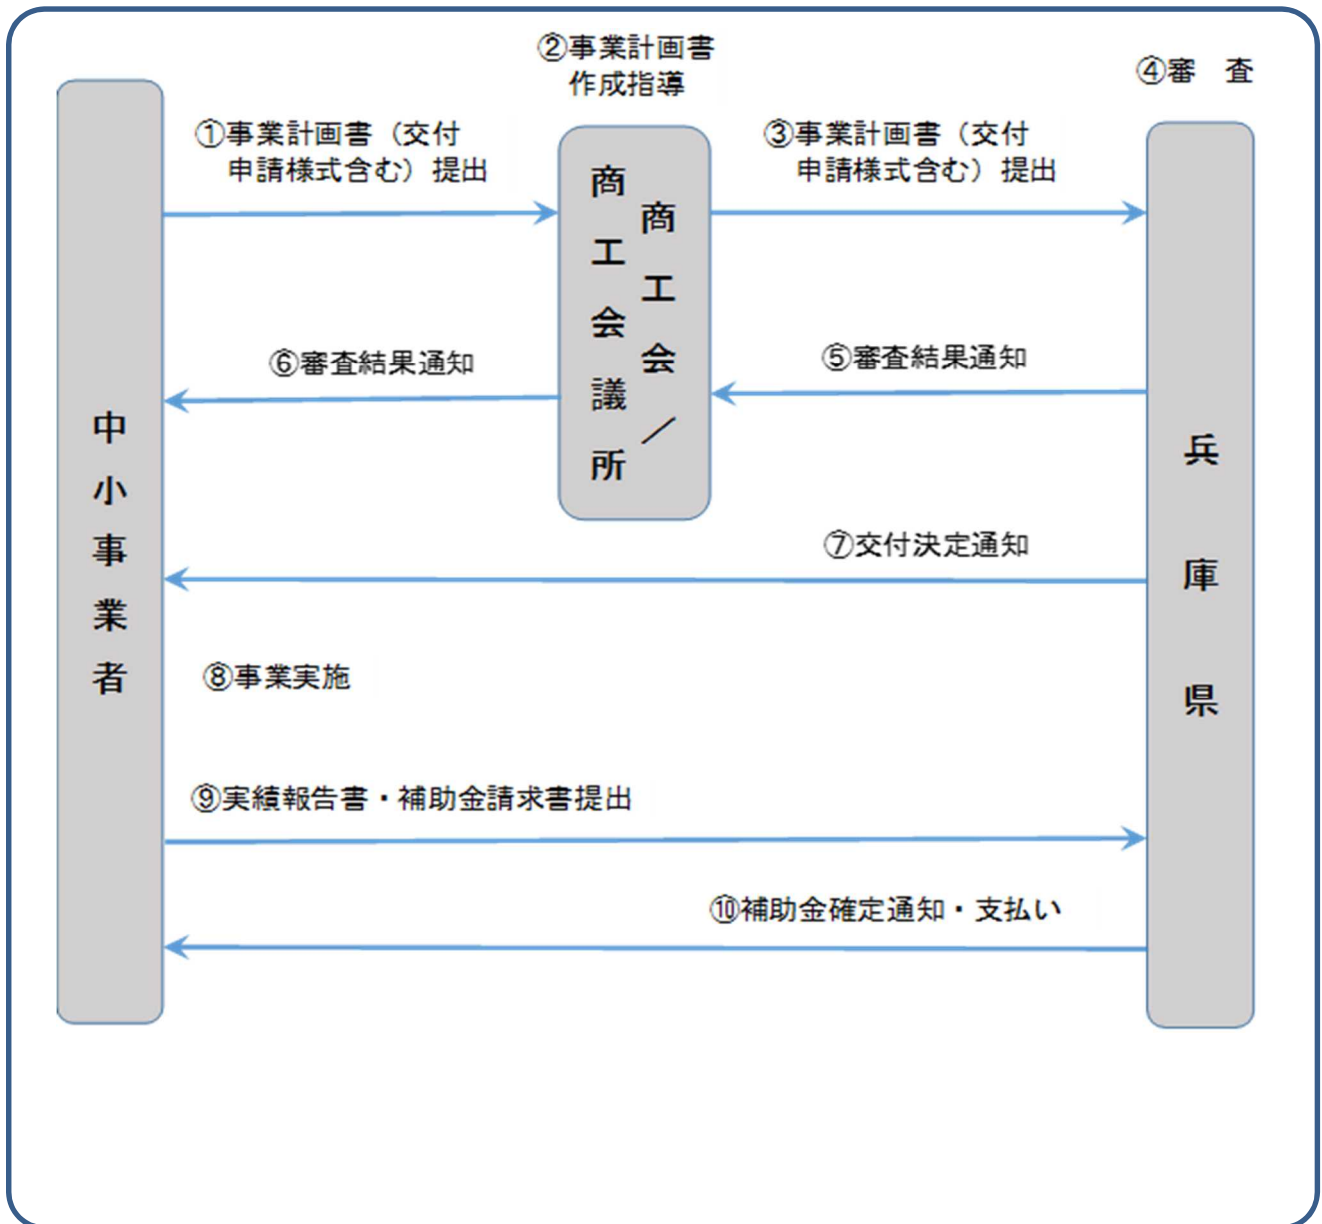 ②事業計画書
作成指導
④審　査
①事業計画書（交付
申請様式含む）提出
③事業計画書（交付
申請様式含む）提出
商工会／
商工会議所
⑥審査結果通知
⑤審査結果通知
中小事業者
兵庫県
⑦交付決定通知
⑧事業実施
⑨実績報告書・補助金請求書提出
⑩補助金確定通知・支払い